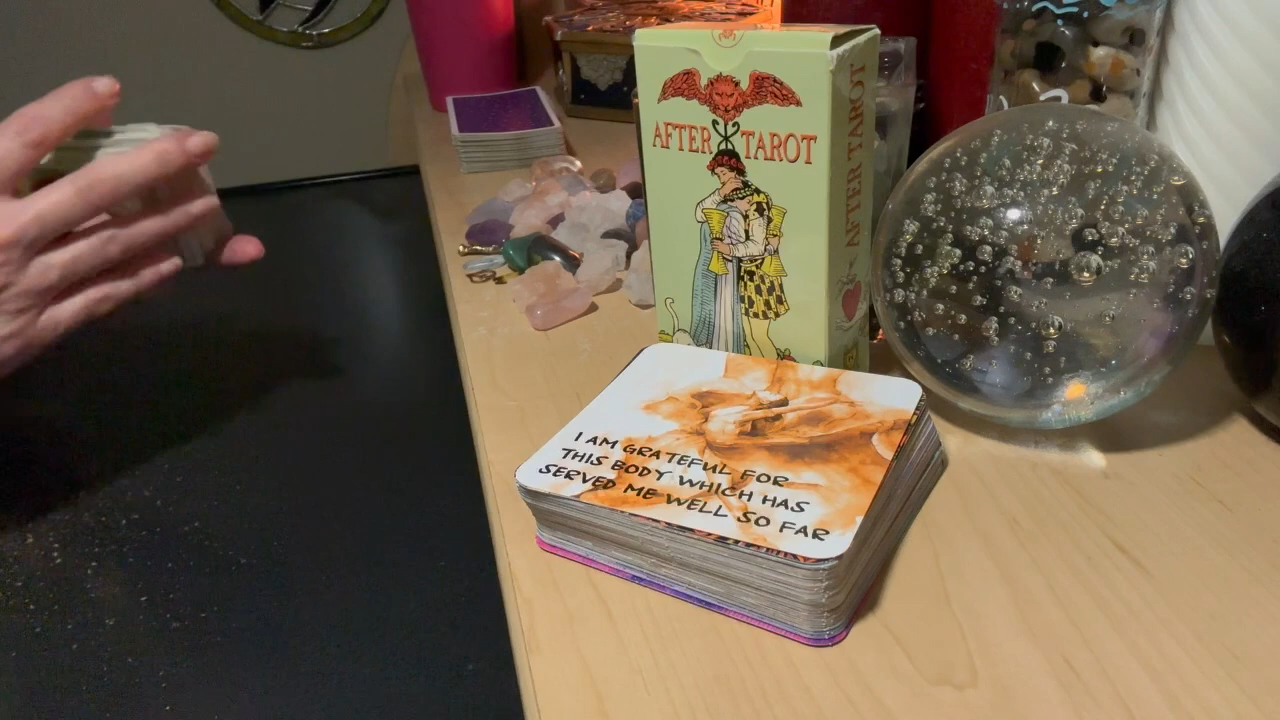 AFTER TAROT
AFTER TAROT
I AM GRATEFUL FOR
THIS BODY WHICH HAS
SERVED ME WELL SO FAR